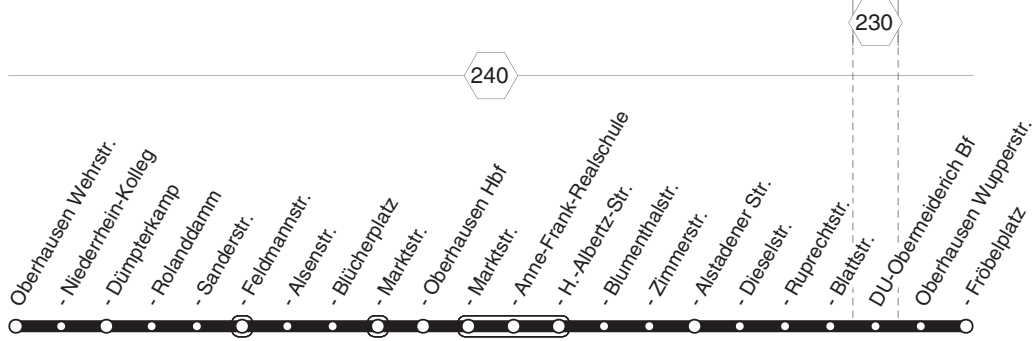 230
240
Oberhausen Wehrstr.
- Niederrhein-Kolleg
- Dümpterkamp
- Rolanddamm
- Sanderstr.
- Feldmannstr.
- Alsenstr.
- Blücherplatz
- Marktstr.
- Oberhausen Hbf
- Marktstr.
- Anne-Frank-Realschule
- H.-Albertz-Str.
- Blumenthalstr.
- Zimmerstr.
- Alstadener Str.
- Dieselstr.
- Ruprechtstr.
- Blattstr.
DU-Obermeiderich Bf
Oberhausen Wupperstr.
- Fröbelplatz